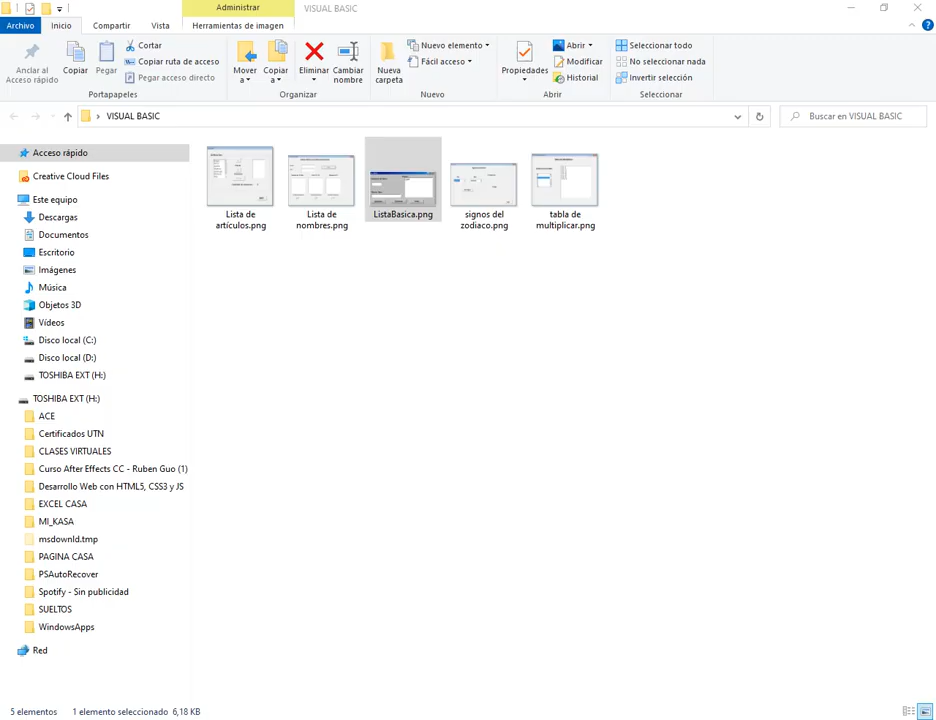 Administrar
VISUAL BASIC
Archivo
Inicio
Compartir
Vista
Herramientas de imagen
Anclar al
Acceso rápido
Copiar
Pegar
Cortar
Copiar ruta de acceso
Pegar acceso directo
Portapapeles
Mover
a
Copiar
a
Eliminar
Cambiar
nombre
Organizar
Nueva
carpeta
Nuevo elemento
Fácil acceso
Nuevo
Propiedades
Abrir
Modificar
Historial
Abrir
Seleccionar todo
No seleccionar nada
Invertir selección
Seleccionar
VISUAL BASIC
Buscar en VISUAL BASIC
Acceso rápido
Creative Cloud Files
Este equipo
Descargas
Documentos
Escritorio
Imágenes
Música
Objetos 3D
Vídeos
Disco local (C:)
Disco local (D:)
TOSHIBA EXT (H:)
TOSHIBA EXT (H:)
ACE
Certificados UTN
CLASES VIRTUALES
Curso After Effects CC - Ruben Guo (1)
Desarrollo Web con HTML5, CSS3 y JS
EXCEL CASA
MI_KASA
msdownld.tmp
PAGINA CASA
PSAutoRecover
Spotify - Sin publicidad
SUELTOS
WindowsApps
Red
Lista de
artículos.png
Lista de
nombres.png
ListaBasica.png
signos del
zodiaco.png
tabla de
multiplicar.png
5 elementos
1 elemento seleccionado 6,18 KB